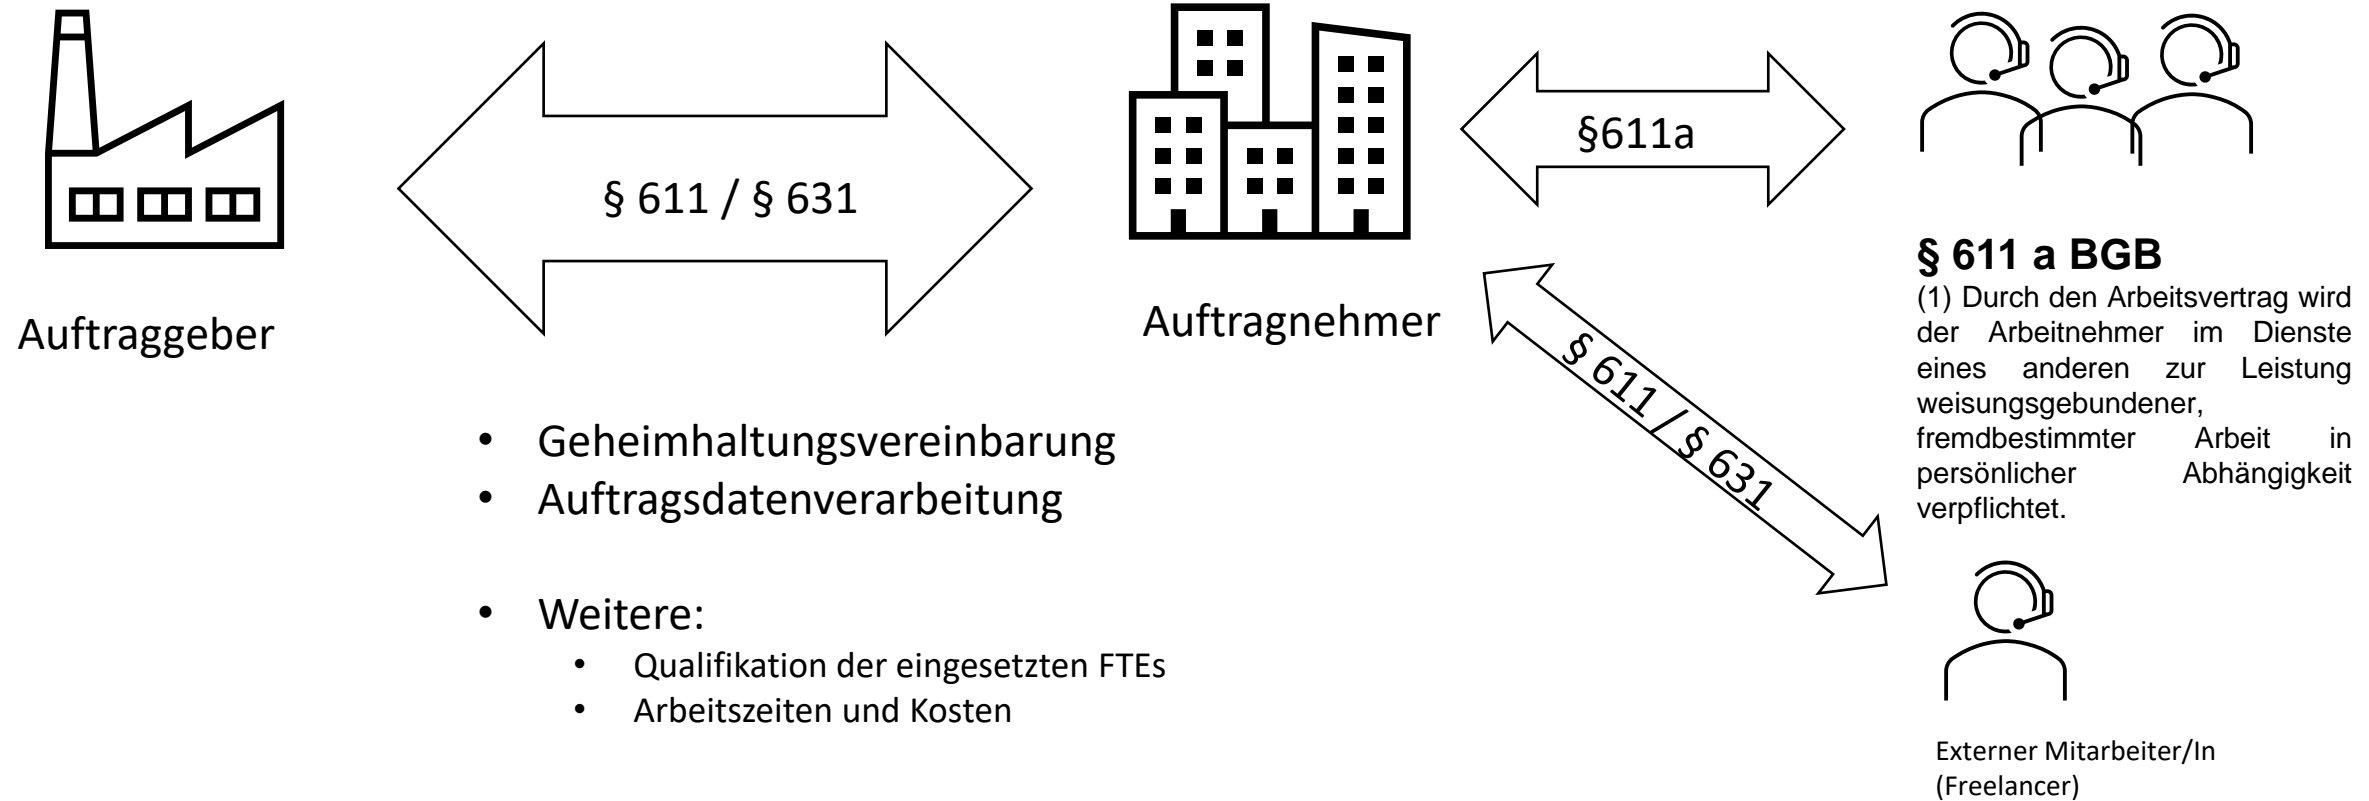 Auftraggeber
§ 611 / § 631
• Geheimhaltungsvereinbarung
• Auftragsdatenverarbeitung
• Weitere:
• Qualifikation der eingesetzten FTEs
• Arbeitszeiten und Kosten
Auftragnehmer
§611a
§ 611 / § 631
§ 611 a BGB
(1) Durch den Arbeitsvertrag wird
der Arbeitnehmer im Dienste
eines anderen zur Leistung
weisungsgebundener,
fremdbestimmter Arbeit in
persönlicher Abhängigkeit
verpflichtet.
Externer Mitarbeiter/In
(Freelancer)